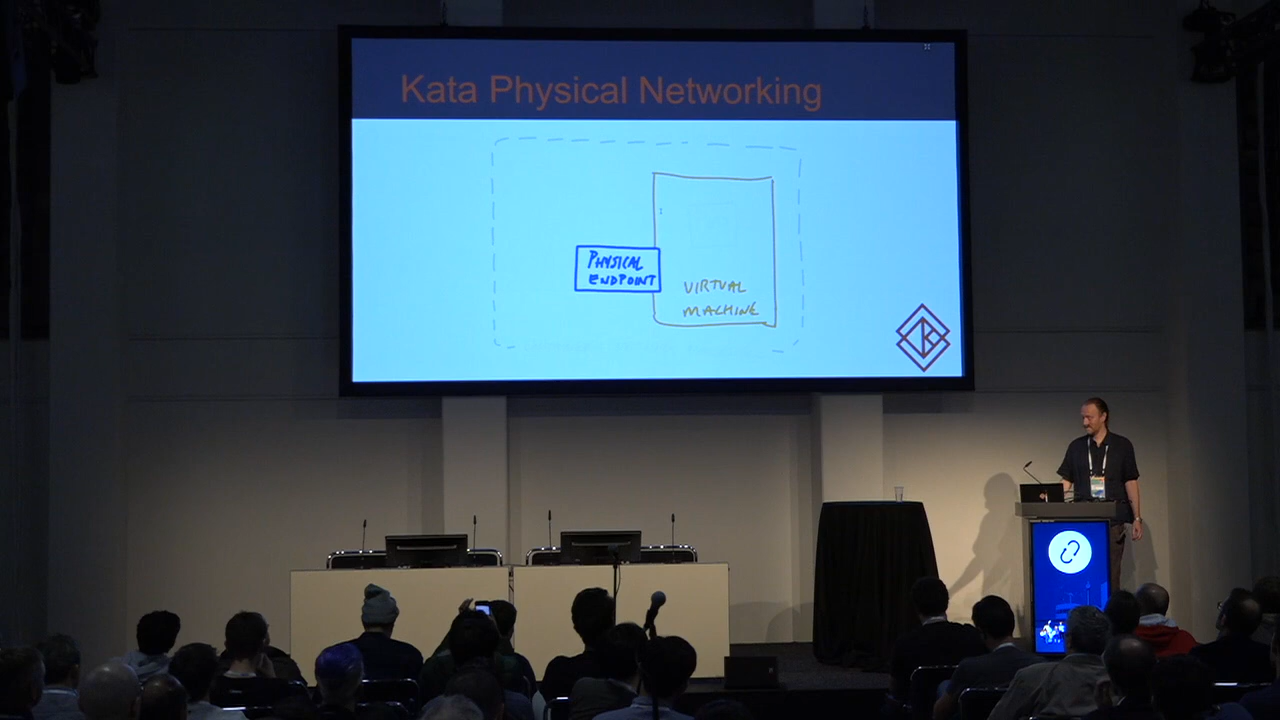 Kata Physical Networking
PHYSICAL
ENDPOINT
VIRTUAL
MACHINE